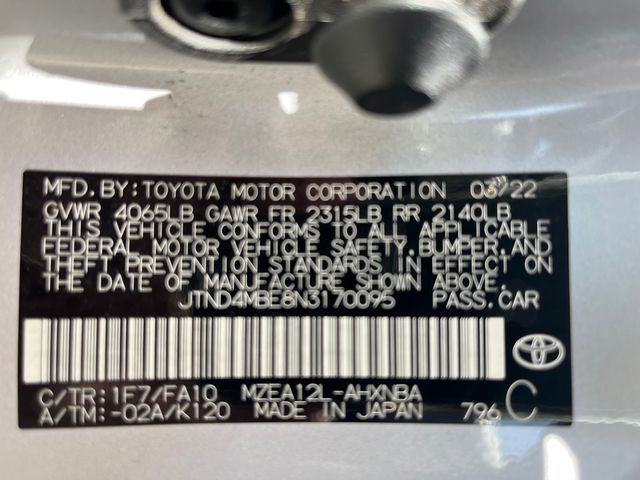 MFD. BY: TOYOTA MOTOR CORPORATION 03/22
GVWR 4065LB GAWR FR 2315LB RR 2140LB
THIS VEHICLE CONFORMS TO ALL APPLICABLE
FEDERAL MOTOR VEHICLE SAFETY, BUMPER, AND
THEFT PREVENTION STANDARDS IN EFFECT ON
THE DATE OF MANUFACTURE SHOWN ABOVE.
JTND4MBE8N3170095 PASS. CAR
C/TR: 1F7/FA10 MZEA12L-AHXNBA
A/TM: -02A/K120 MADE IN JAPAN 796 C